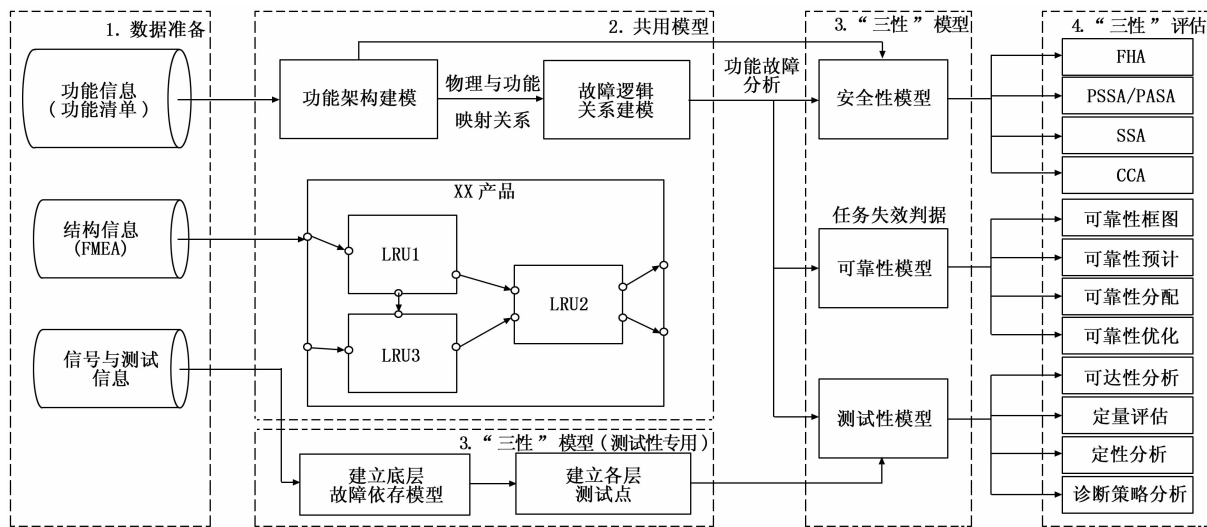 1. 数据准备
功能信息
(功能清单)
结构信息
(FMEA)
信号与测试
信息
2. 共用模型
功能架构建模
物理与功能
映射关系
故障逻辑
关系建模
XX 产品
LRU1
LRU2
LRU3
3. “三性” 模型(测试性专用)
建立底层
故障依存模型
建立各层
测试点
功能故障
分析
3. “三性” 模型
安全性模型
任务失效判据
可靠性模型
测试性模型
4. “三性” 评估
FHA
PSSA/PASA
SSA
CCA
可靠性框图
可靠性预计
可靠性分配
可靠性优化
可达性分析
定量评估
定性分析
诊断策略分析